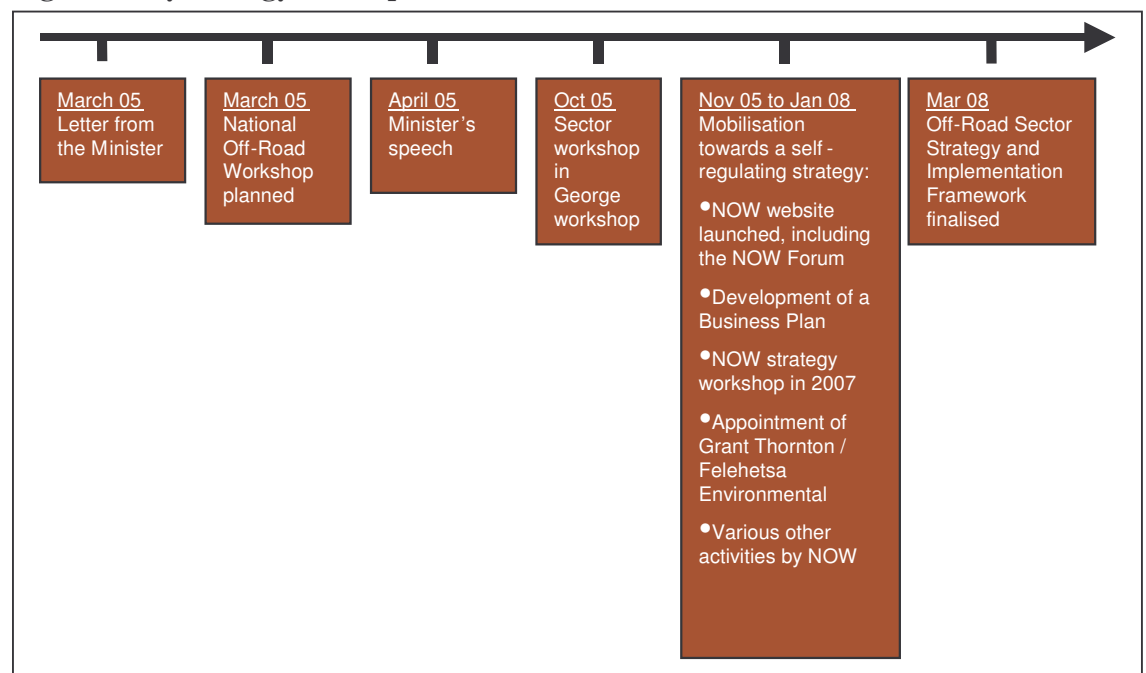 March 05
Letter from
the Minister
March 05
National
Off-Road
Workshop
planned
April 05
Minister's
speech
Oct 05
Sector
workshop
in
George
workshop
Nov 05 to Jan 08
Mobilisation
towards a self -
regulating strategy:
•NOW website
launched, including
the NOW Forum
•Development of a
Business Plan
•NOW strategy
workshop in 2007
•Appointment of
Grant Thornton /
Felehetsa
Environmental
•Various other
activities by NOW
Mar 08
Off-Road Sector
Strategy and
Implementation
Framework
finalised